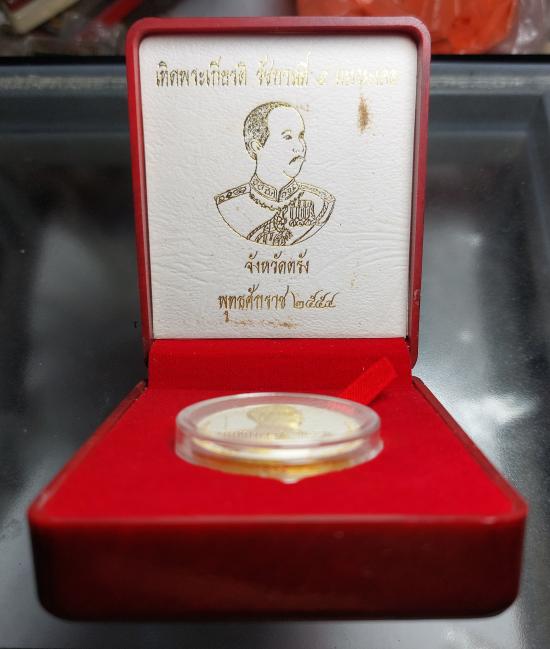 เทิดพระเกียรติ รัชกาลที่ ๕
จังหวัดตรัง
พุทธศักราช ๒๕๕๔